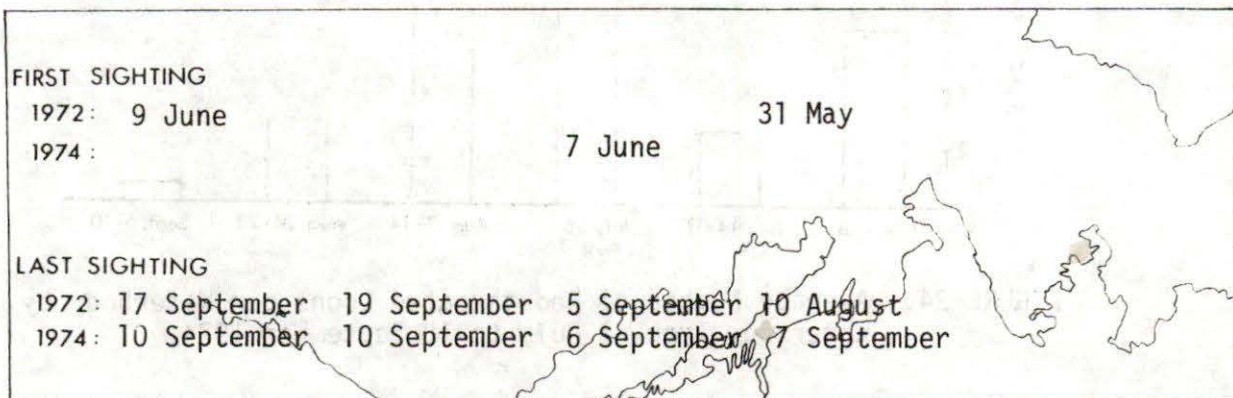 FIRST SIGHTING
1972: 9 June 31 May
1974: 7 June
LAST SIGHTING
1972: 17 September 19 September 5 September 10 August
1974: 10 September 10 September 6 September 7 September